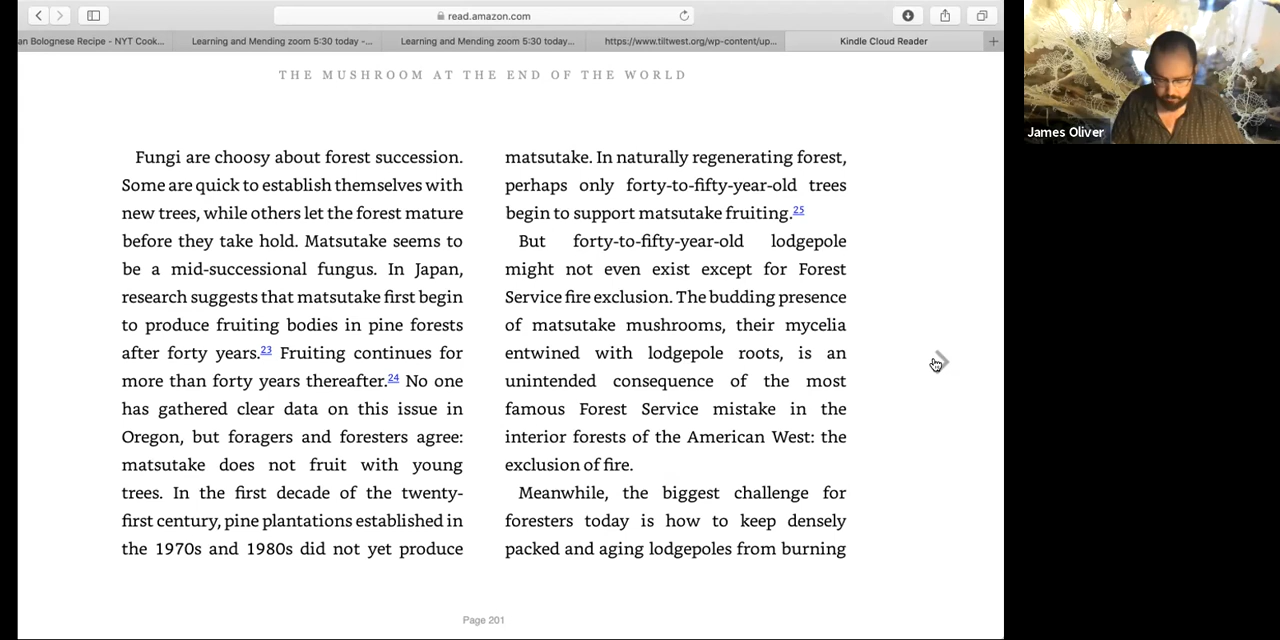 read.amazon.com
an Bolognese Recipe - NYT Cook...
Learning and Mending zoom 5:30 today -...
Learning and Mending zoom 5:30 today...
https://www.tiltwest.org/wp-content/up...
Kindle Cloud Reader
THE MUSHROOM AT THE END OF THE WORLD
Fungi are choosy about forest succession.
Some are quick to establish themselves with
new trees, while others let the forest mature
before they take hold. Matsutake seems to
be a mid-successional fungus. In Japan,
research suggests that matsutake first begin
to produce fruiting bodies in pine forests
after forty years.23 Fruiting continues for
more than forty years thereafter.24 No one
has gathered clear data on this issue in
Oregon, but foragers and foresters agree:
matsutake does not fruit with young
trees. In the first decade of the twenty-
first century, pine plantations established in
the 1970s and 1980s did not yet produce
matsutake. In naturally regenerating forest,
perhaps only forty-to-fifty-year-old trees
begin to support matsutake fruiting.25
But forty-to-fifty-year-old lodgepole
might not even exist except for Forest
Service fire exclusion. The budding presence
of matsutake mushrooms, their mycelia
entwined with lodgepole roots, is an
unintended consequence of the most
famous Forest Service mistake in the
interior forests of the American West: the
exclusion of fire.
Meanwhile, the biggest challenge for
foresters today is how to keep densely
packed and aging lodgepoles from burning
Page 201
James Oliver